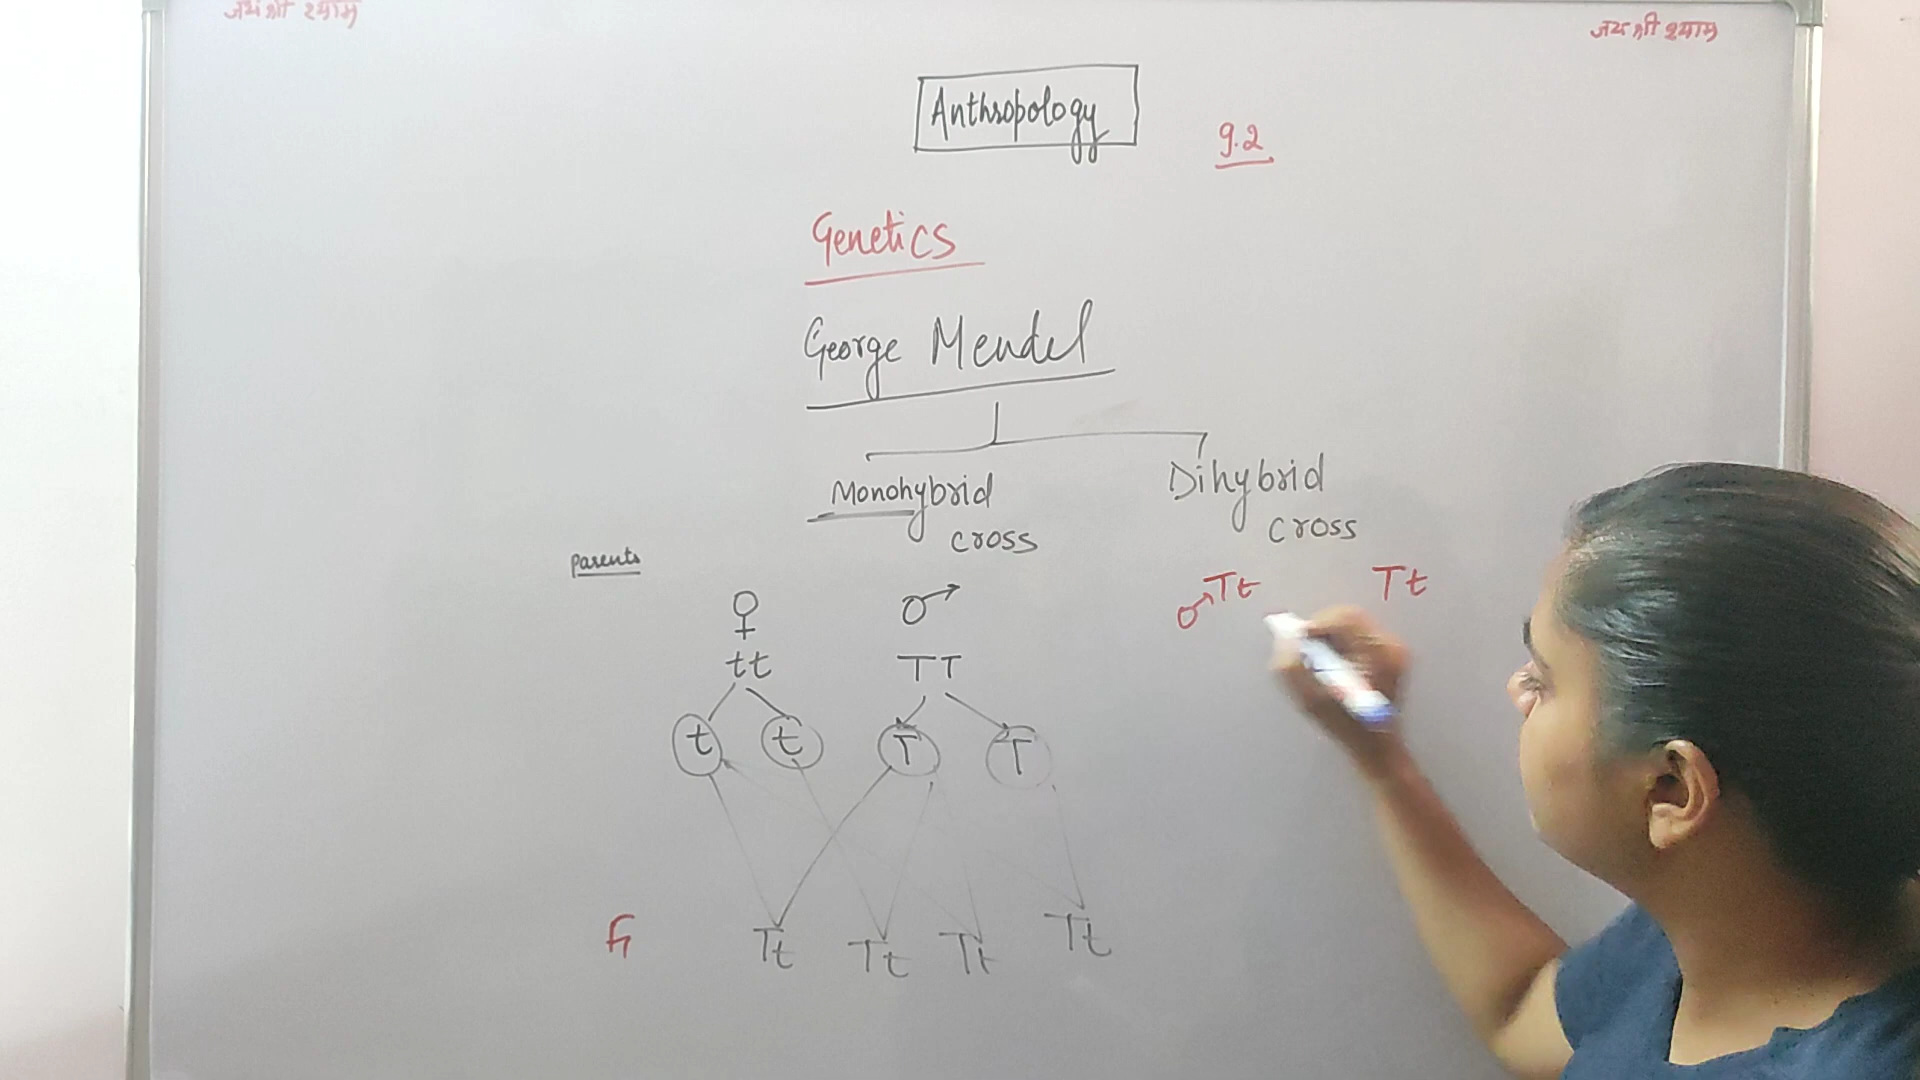 जय श्री श्याम
जय श्री श्याम
Anthropology
9.2
Genetics
George Mendel
Monohybrid cross
Dihybrid cross
Parents
♀ ♂
tt TT
t t T T
♂ Tt Tt
F1 Tt Tt Tt Tt